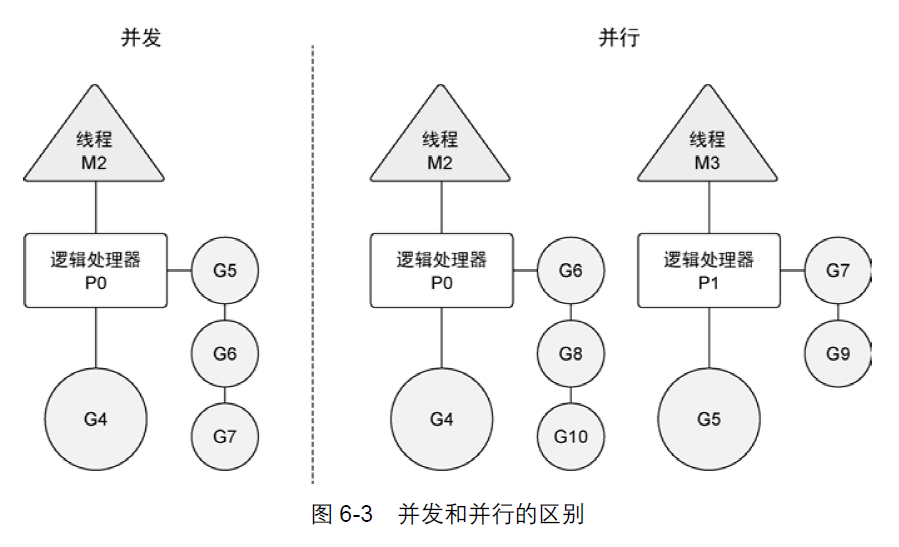 并发
线程
M2
逻辑处理器
P0
G5
G6
G7
G4
并行
线程
M2
逻辑处理器
P0
G6
G8
G10
G4
线程
M3
逻辑处理器
P1
G7
G9
G5
图 6-3 并发和并行的区别